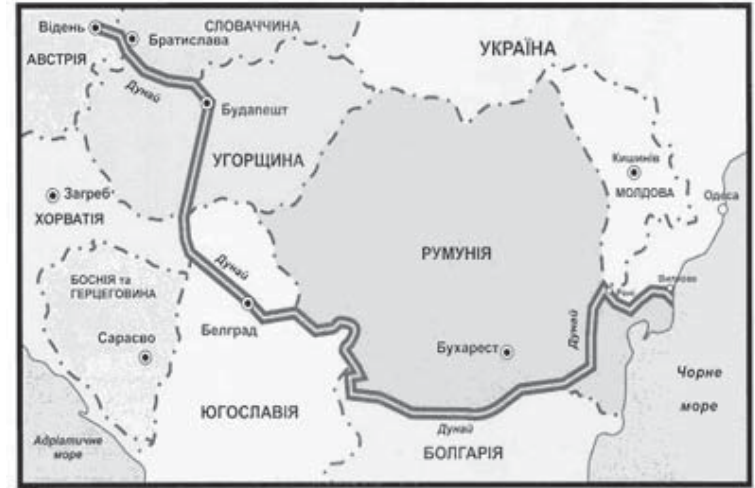 Відень
СЛОВАЧЧИНА
Братислава
АВСТРІЯ
УКРАЇНА
Дунай
Будапешт
УГОРЩИНА
Кишинів
МОЛДОВА
Одеса
Загреб
ХОРВАТІЯ
Дунай
РУМУНІЯ
БОСНІЯ та
ГЕРЦЕГОВИНА
Рені
Вилкове
Белград
Сараєво
Бухарест
Дунай
Чорне
море
ЮГОСЛАВІЯ
Дунай
БОЛГАРІЯ
Адріатичне
море